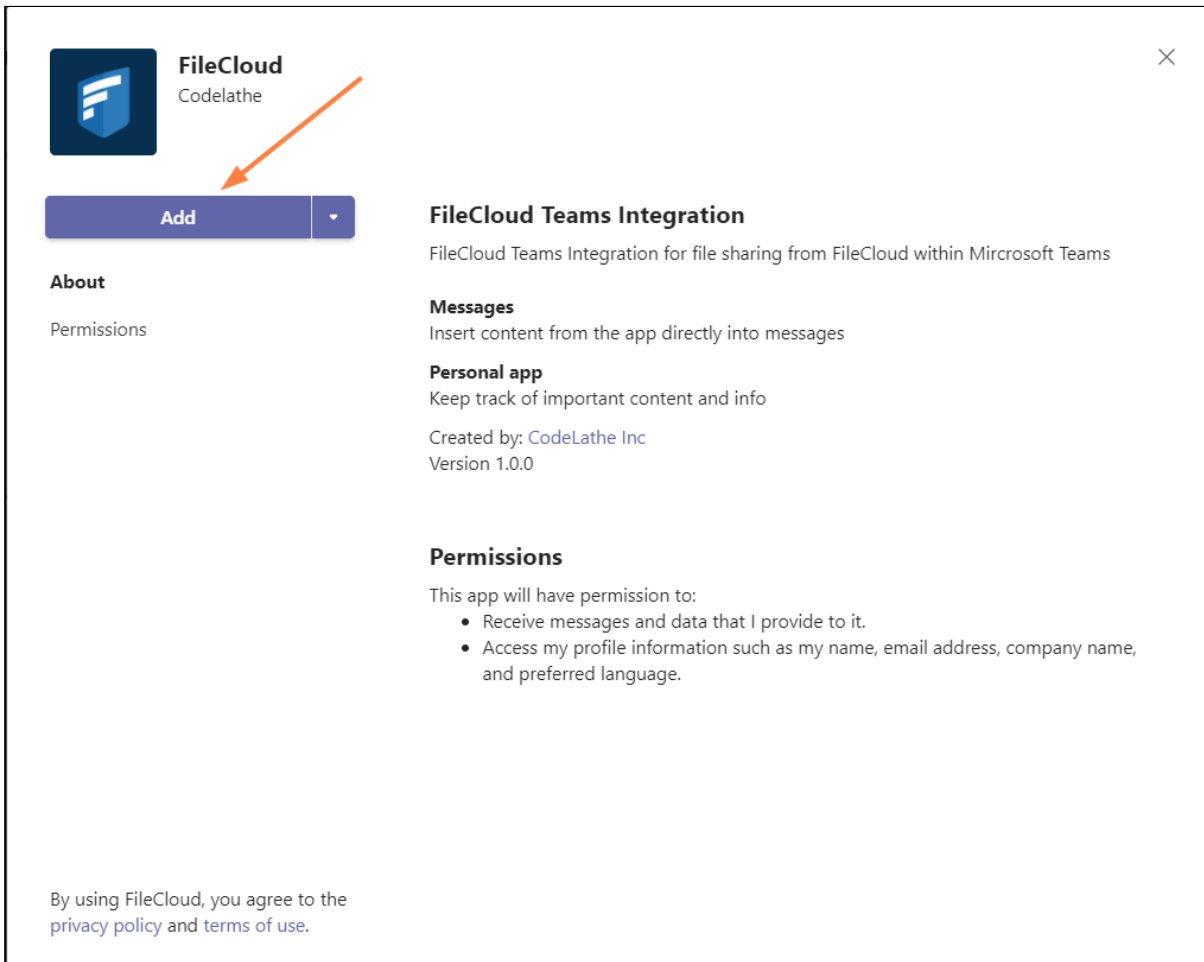 FileCloud
Codelathe
Add
About
Permissions
FileCloud Teams Integration
FileCloud Teams Integration for file sharing from FileCloud within Mircrosoft Teams
Messages
Insert content from the app directly into messages
Personal app
Keep track of important content and info
Created by: CodeLathe Inc
Version 1.0.0
Permissions
This app will have permission to:
• Receive messages and data that I provide to it.
• Access my profile information such as my name, email address, company name,
and preferred language.
By using FileCloud, you agree to the
privacy policy and terms of use.